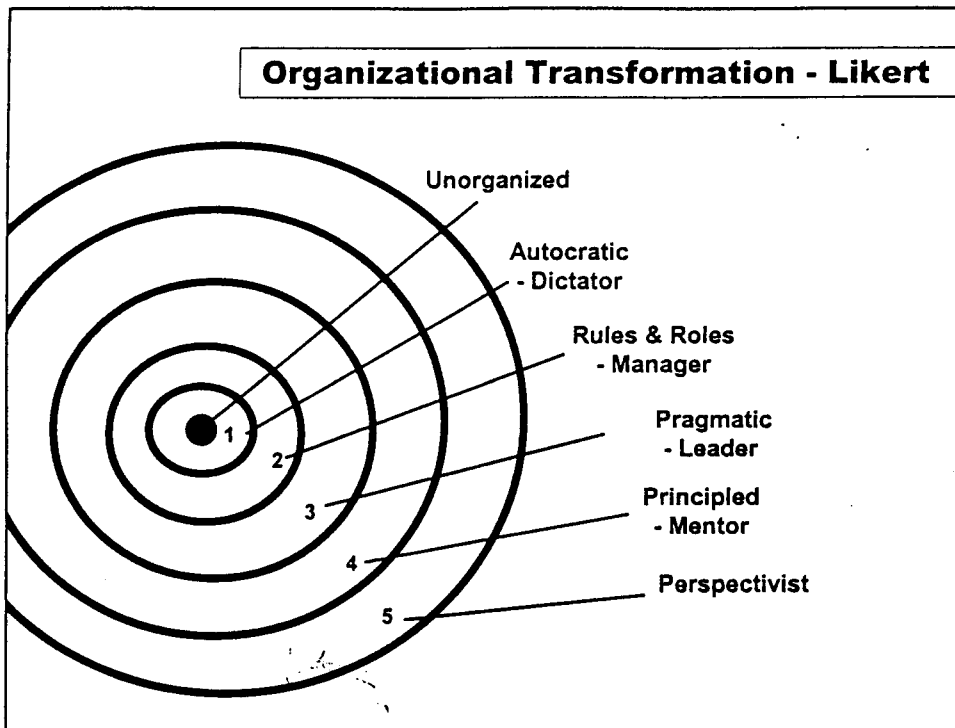 Organizational Transformation - Likert
Unorganized
Autocratic
- Dictator
Rules & Roles
- Manager
Pragmatic
- Leader
Principled
- Mentor
Perspectivist
1
2
3
4
5